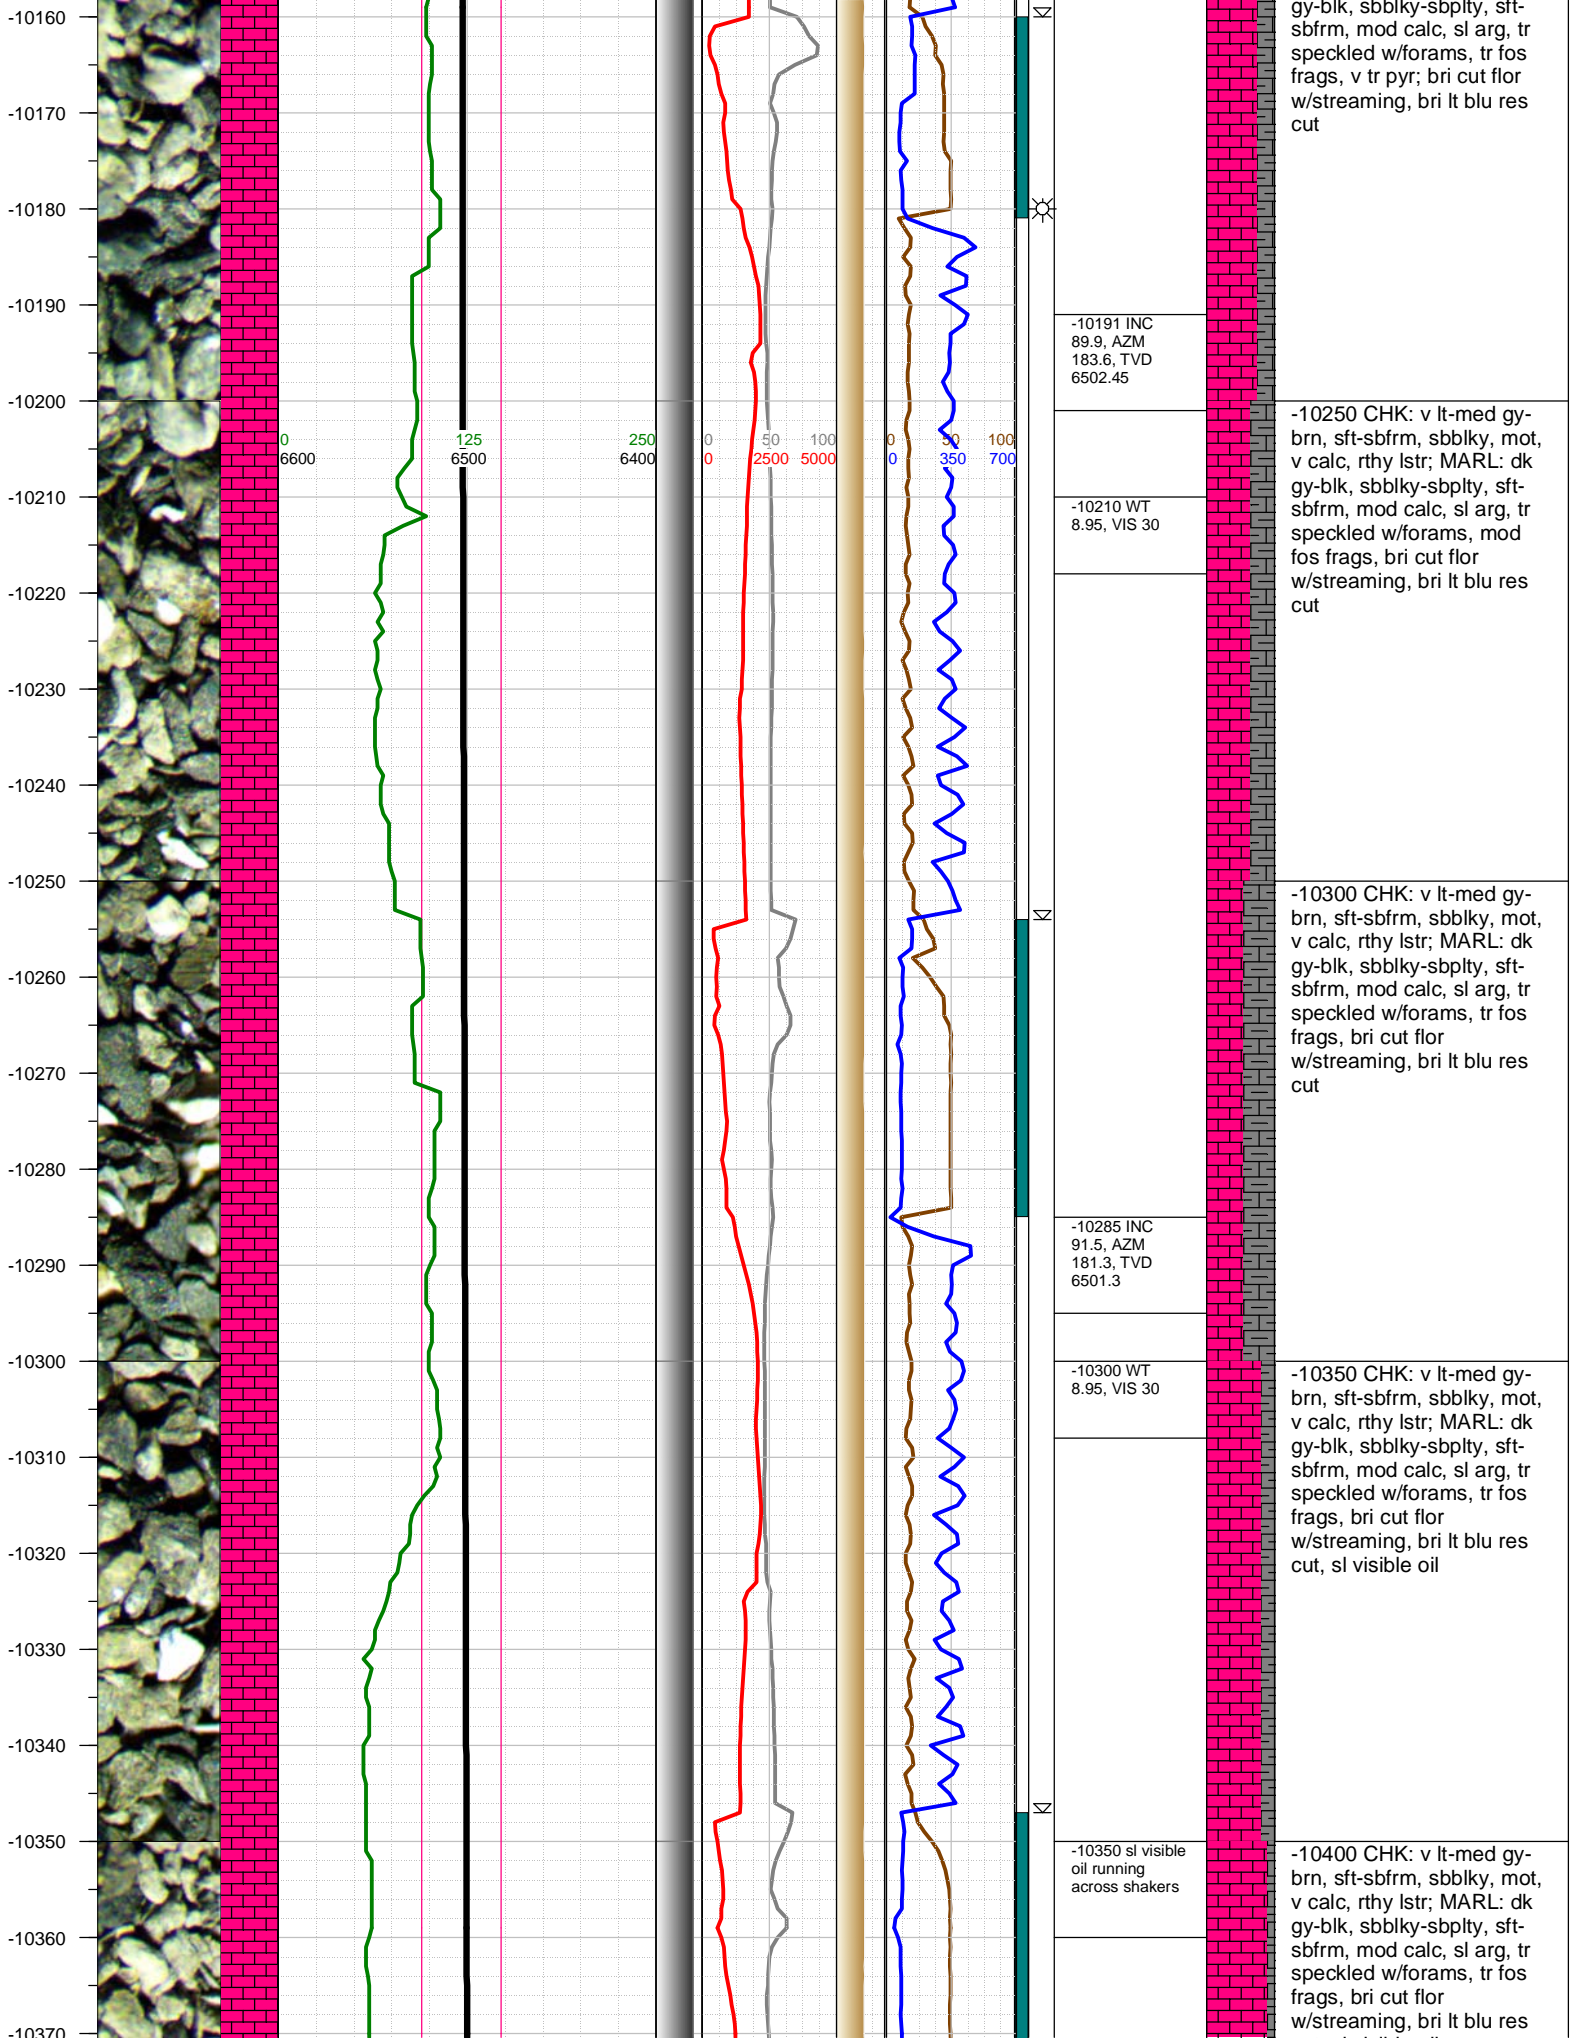 -10160
-10170
-10180
-10190
-10200
-10210
-10220
-10230
-10240
-10250
-10260
-10270
-10280
-10290
-10300
-10310
-10320
-10330
-10340
-10350
-10360
-10370
0 125 250
6600 6500 6400
0 50 100
0 2500 5000
0 50 100
0 350 700
-10191 INC
89.9, AZM
183.6, TVD
6502.45
-10210 WT
8.95, VIS 30
-10285 INC
91.5, AZM
181.3, TVD
6501.3
-10300 WT
8.95, VIS 30
-10350 sl visible
oil running
across shakers
gy-blk, sbblky-sbplty, sft-
sbfrm, mod calc, sl arg, tr
speckled w/forams, tr fos
frags, v tr pyr; bri cut flor
w/streaming, bri lt blu res
cut
-10250 CHK: v lt-med gy-
brn, sft-sbfrm, sbblky, mot,
v calc, rthy lstr; MARL: dk
gy-blk, sbblky-sbplty, sft-
sbfrm, mod calc, sl arg, tr
speckled w/forams, mod
fos frags, bri cut flor
w/streaming, bri lt blu res
cut
-10300 CHK: v lt-med gy-
brn, sft-sbfrm, sbblky, mot,
v calc, rthy lstr; MARL: dk
gy-blk, sbblky-sbplty, sft-
sbfrm, mod calc, sl arg, tr
speckled w/forams, tr fos
frags, bri cut flor
w/streaming, bri lt blu res
cut
-10350 CHK: v lt-med gy-
brn, sft-sbfrm, sbblky, mot,
v calc, rthy lstr; MARL: dk
gy-blk, sbblky-sbplty, sft-
sbfrm, mod calc, sl arg, tr
speckled w/forams, tr fos
frags, bri cut flor
w/streaming, bri lt blu res
cut, sl visible oil
-10400 CHK: v lt-med gy-
brn, sft-sbfrm, sbblky, mot,
v calc, rthy lstr; MARL: dk
gy-blk, sbblky-sbplty, sft-
sbfrm, mod calc, sl arg, tr
speckled w/forams, tr fos
frags, bri cut flor
w/streaming, bri lt blu res